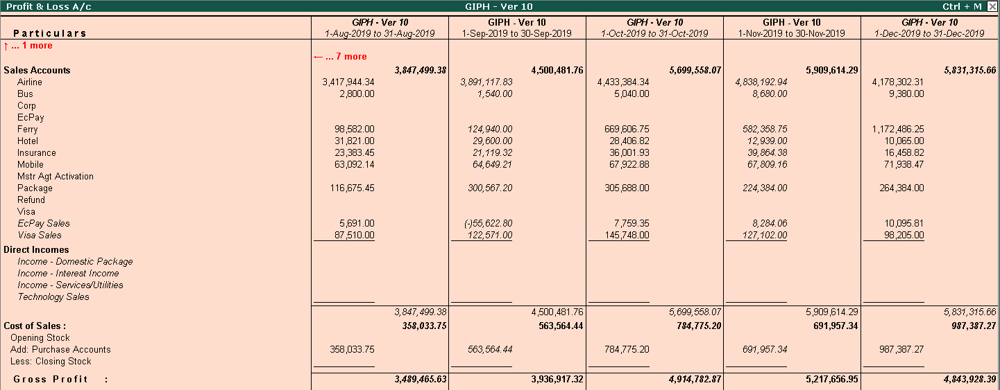 Profit & Loss A/c GIPH - Ver 10 Ctrl + M
GIPH - Ver 10 GIPH - Ver 10 GIPH - Ver 10 GIPH - Ver 10 GIPH - Ver 10
Particulars 1-Aug-2019 to 31-Aug-2019 1-Sep-2019 to 30-Sep-2019 1-Oct-2019 to 31-Oct-2019 1-Nov-2019 to 30-Nov-2019 1-Dec-2019 to 31-Dec-2019
↑ ... 1 more
← ... 7 more
Sales Accounts 3,847,499.38 4,500,481.76 5,699,558.07 5,909,614.29 5,831,315.66
Airline 3,417,944.34 3,891,117.83 4,433,384.34 4,838,192.94 4,178,302.31
Bus 2,800.00 1,540.00 5,040.00 8,680.00 9,380.00
Corp
EcPay
Ferry 98,582.00 124,940.00 669,606.75 582,358.75 1,172,486.25
Hotel 31,821.00 29,600.00 28,406.82 12,939.00 10,065.00
Insurance 23,383.45 21,119.32 36,001.93 39,864.38 16,458.82
Mobile 63,092.14 64,649.21 67,922.88 67,809.16 71,938.47
Mstr Agt Activation
Package 116,675.45 300,567.20 305,688.00 224,384.00 264,384.00
Refund
Visa
EcPay Sales 5,691.00 (-)55,622.80 7,759.35 8,284.06 10,095.81
Visa Sales 87,510.00 122,571.00 145,748.00 127,102.00 98,205.00
Direct Incomes
Income - Domestic Package
Income - Interest Income
Income - Services/Utilities
Technology Sales
3,847,499.38 4,500,481.76 5,699,558.07 5,909,614.29 5,831,315.66
Cost of Sales : 358,033.75 563,564.44 784,775.20 691,957.34 987,387.27
Opening Stock
Add: Purchase Accounts 358,033.75 563,564.44 784,775.20 691,957.34 987,387.27
Less: Closing Stock
Gross Profit : 3,489,465.63 3,936,917.32 4,914,782.87 5,217,656.95 4,843,928.39